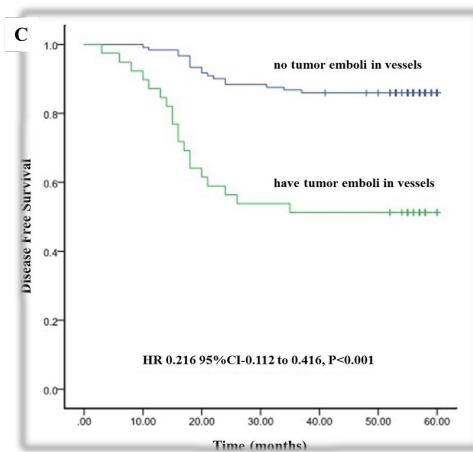 C
Disease Free Survival
1.0
0.8
0.6
0.4
0.2
0.0
no tumor emboli in vessels
have tumor emboli in vessels
HR 0.216 95%CI-0.112 to 0.416, P<0.001
.00 10.00 20.00 30.00 40.00 50.00 60.00
Time (months)